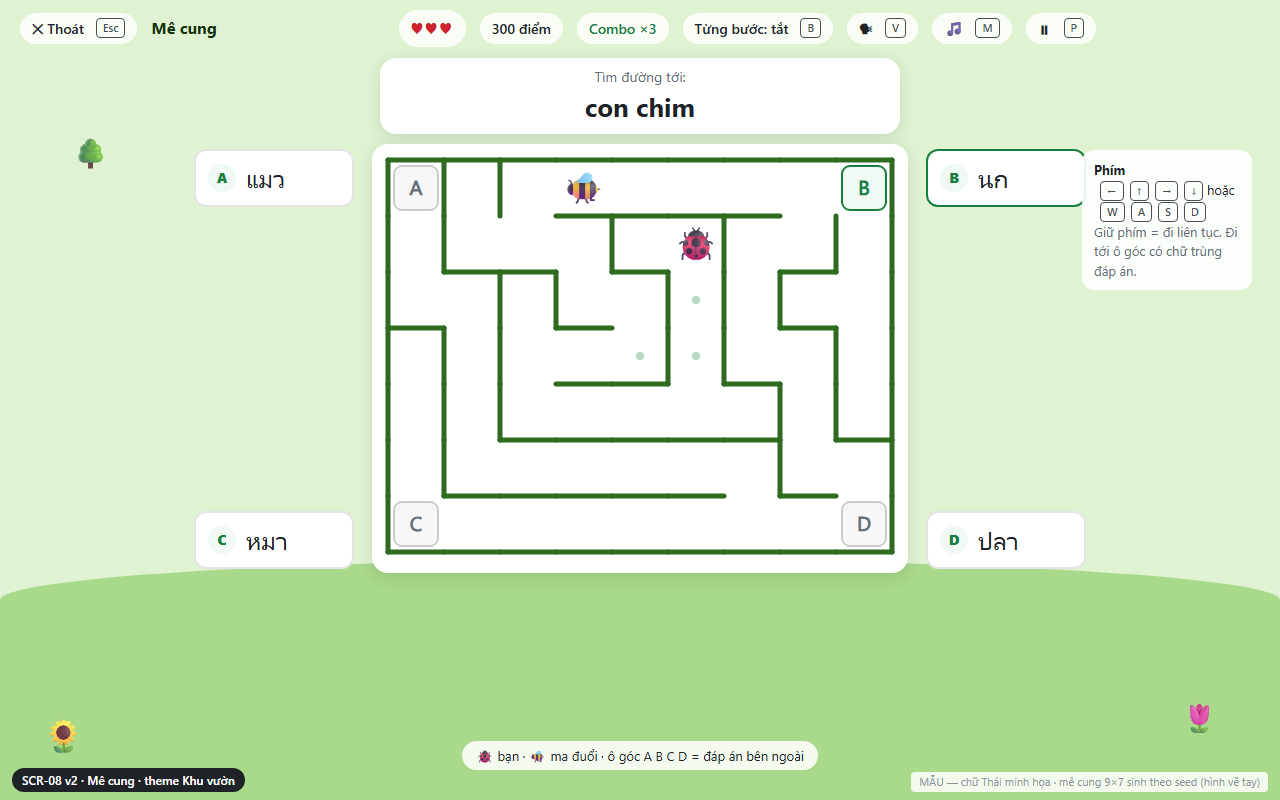 Thoát Esc Mê cung 300 điểm Combo ×3 Từng bước: tắt B V M P
Tìm đường tới:
con chim
A แมว
A
B
B นก
Phím
← ↑ → ↓ hoặc
W A S D
Giữ phím = đi liên tục. Đi
tới ô góc có chữ trùng
đáp án.
C หมา
C
D
D ปลา
bạn · ma đuổi · ô góc A B C D = đáp án bên ngoài
SCR-08 v2 · Mê cung · theme Khu vườn
MẪU — chữ Thái minh họa · mê cung 9×7 sinh theo seed (hình vẽ tay)